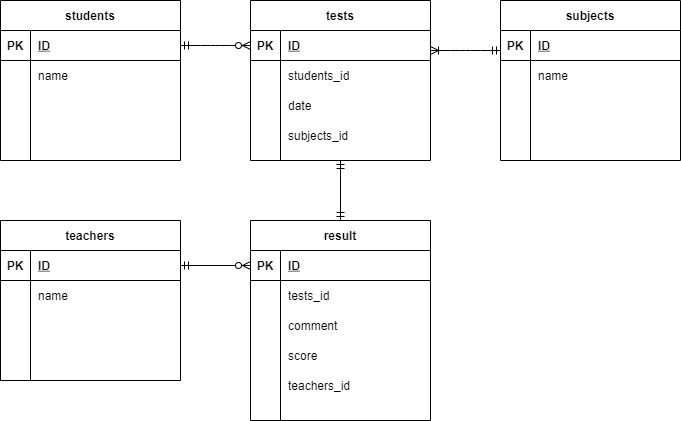 students
PK ID
name
tests
PK ID
students_id
date
subjects_id
subjects
PK ID
name
teachers
PK ID
name
result
PK ID
tests_id
comment
score
teachers_id